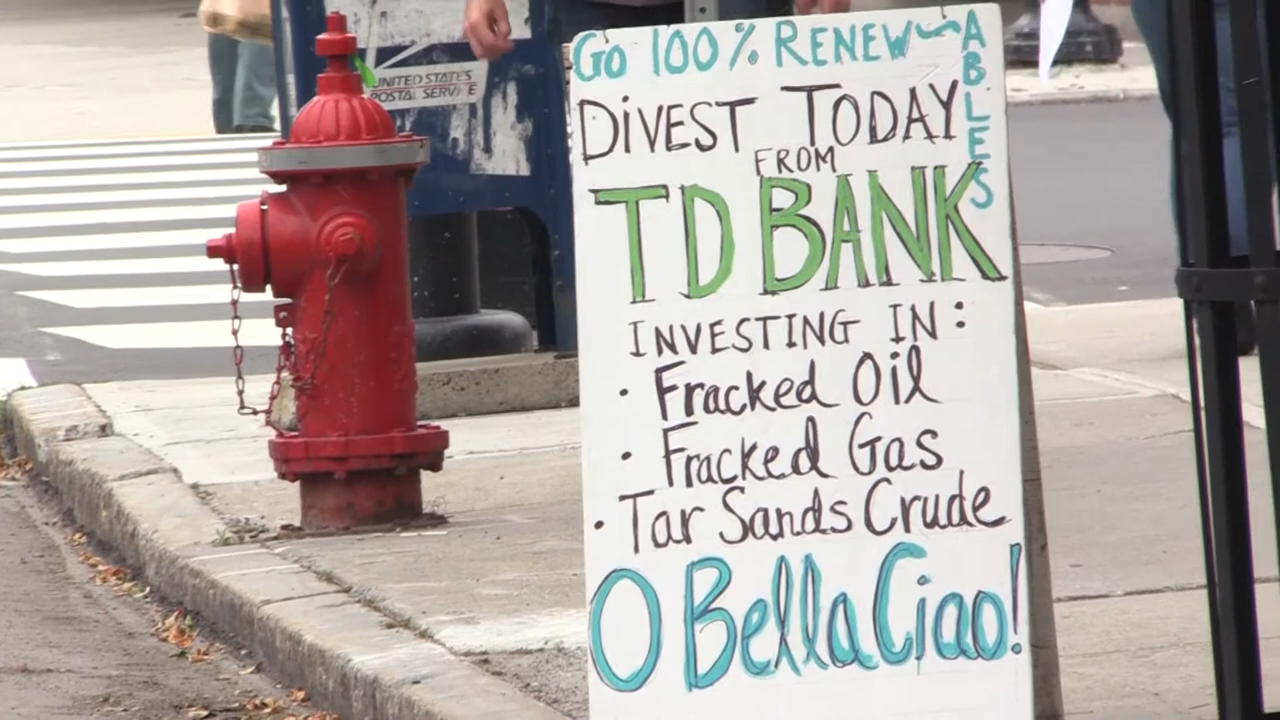 UNITED STATES
POSTAL SERVICE
GO 100% RENEW~ABLES
DIVEST TODAY
FROM
TD BANK
INVESTING IN:
• Fracked Oil
• Fracked Gas
• Tar Sands Crude
O Bella Ciao!